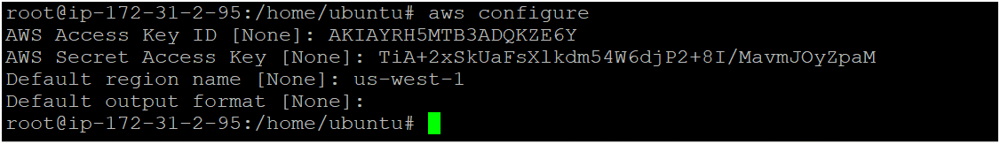 root@ip-172-31-2-95:/home/ubuntu# aws configure
AWS Access Key ID [None]: AKIAYRH5MTB3ADQKZE6Y
AWS Secret Access Key [None]: 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
Default region name [None]: us-west-1
Default output format [None]:
root@ip-172-31-2-95:/home/ubuntu#